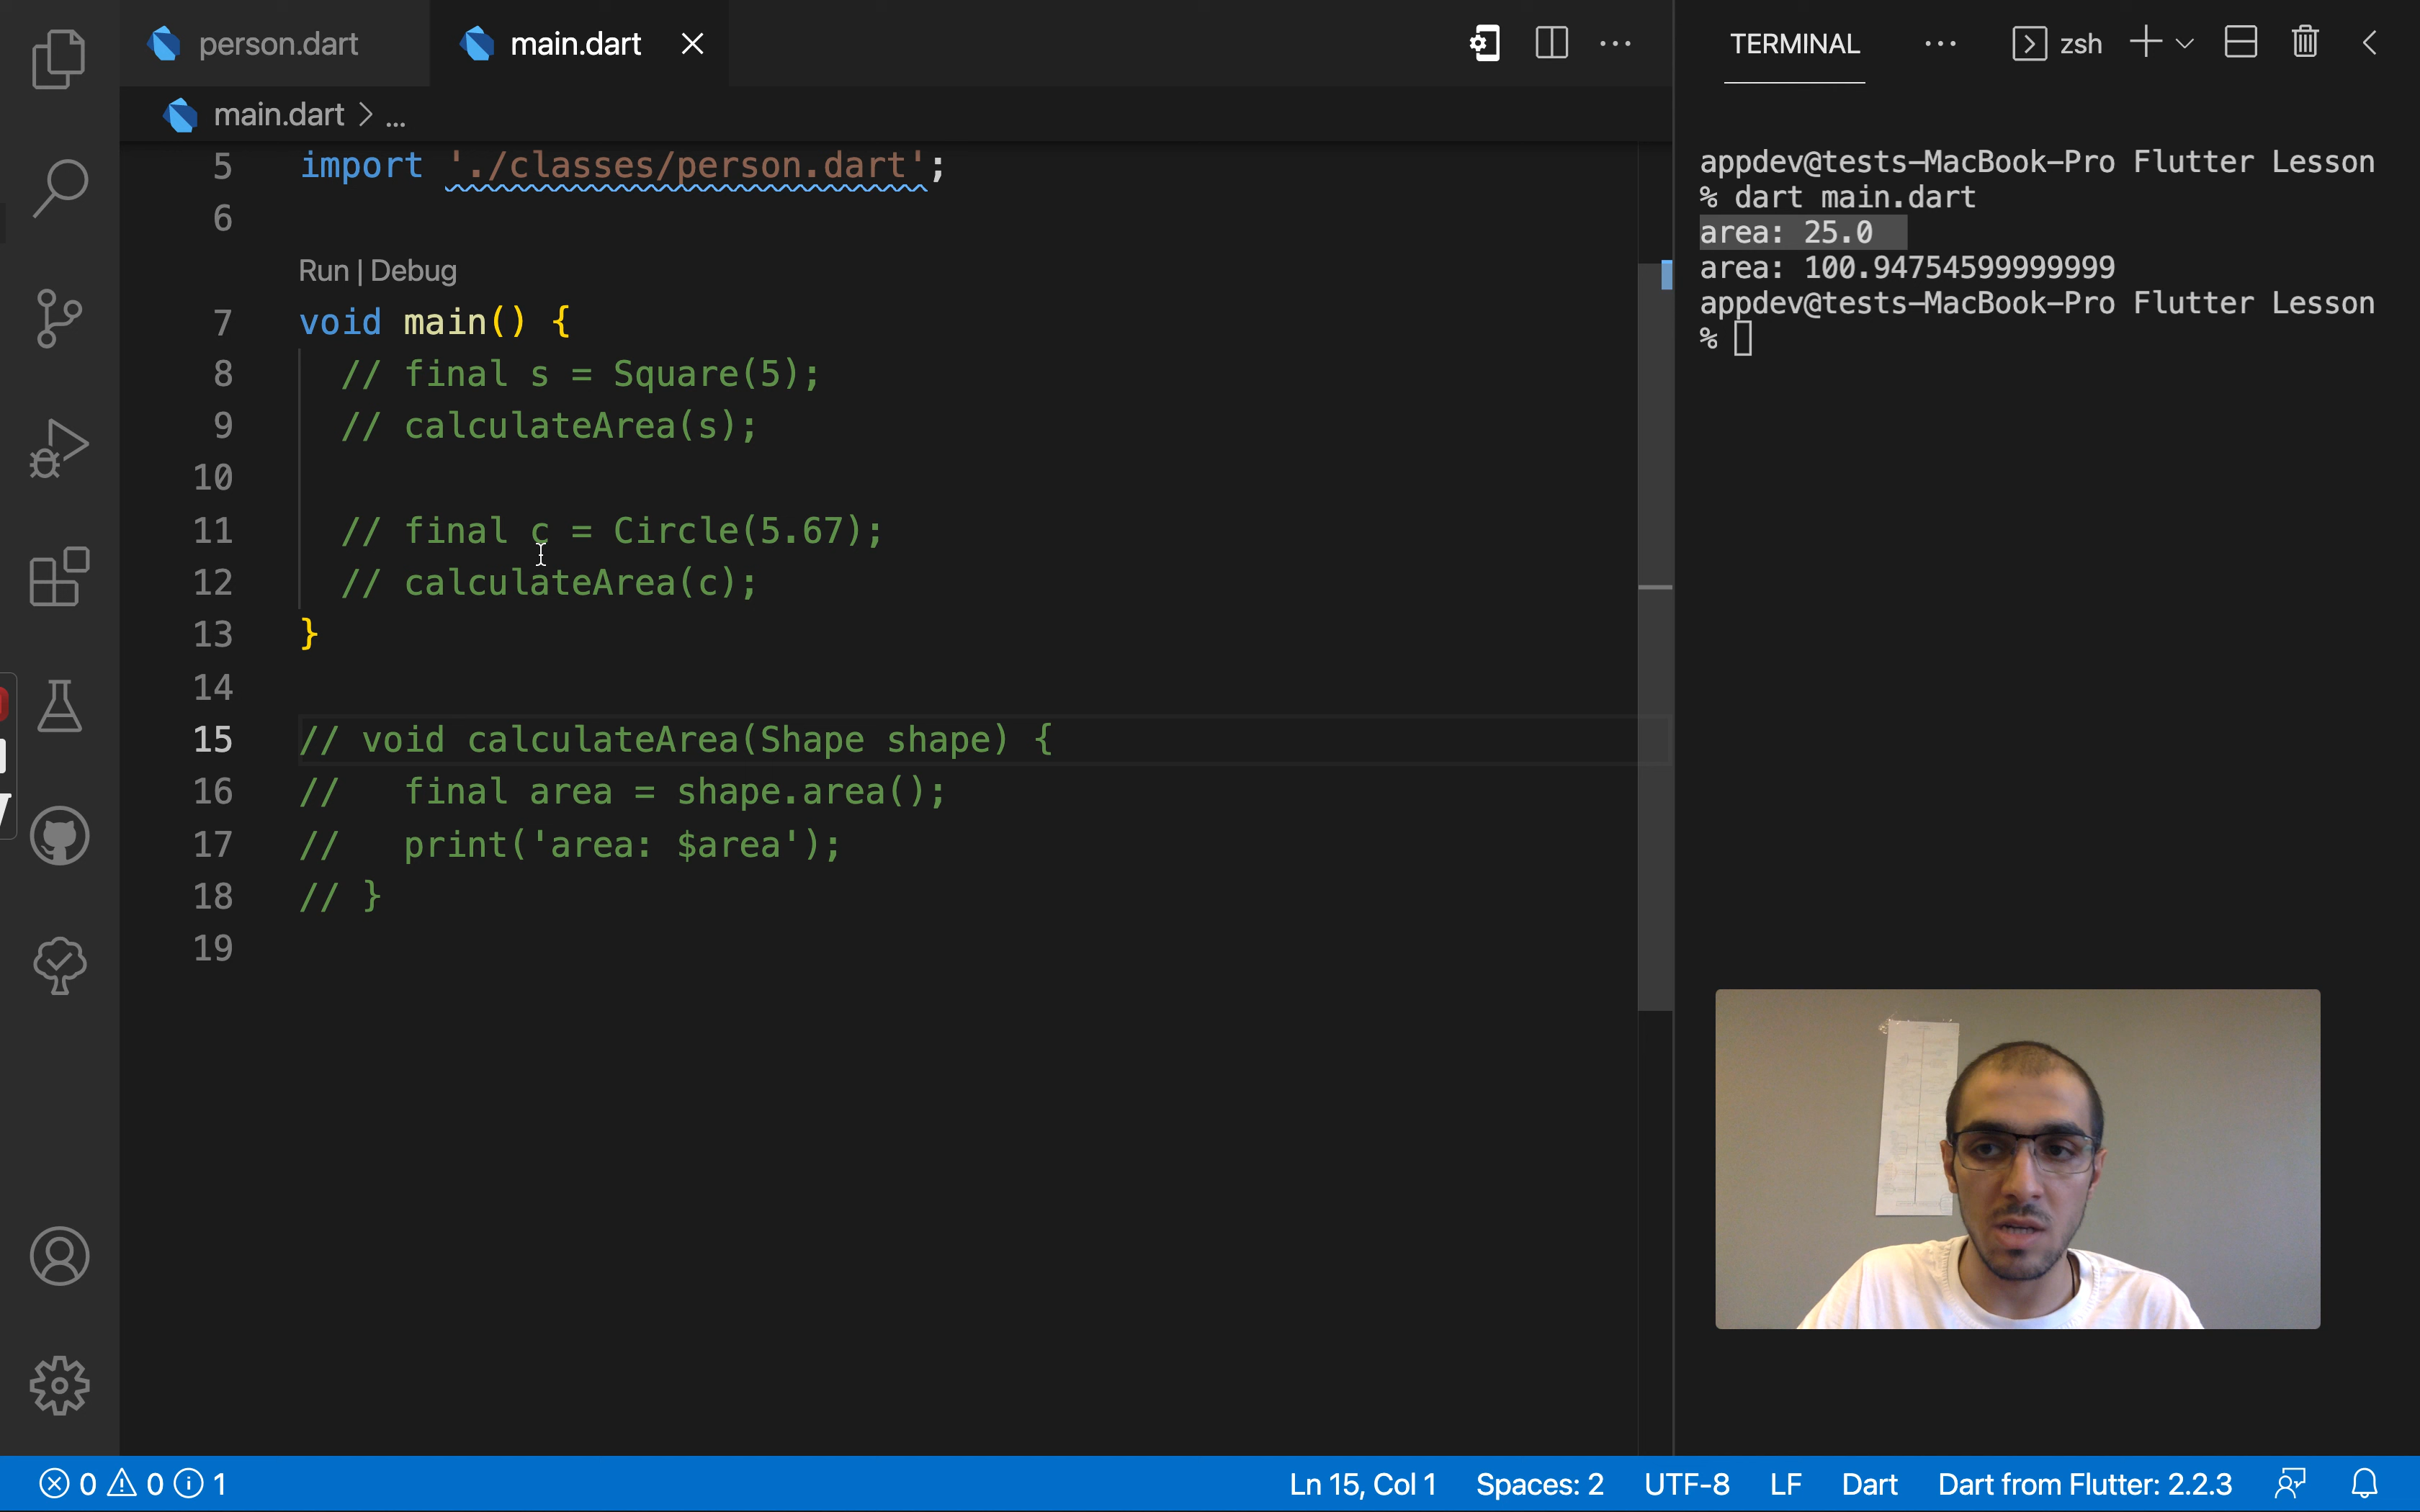 person.dart
main.dart
main.dart > ...
5 import './classes/person.dart';
6
Run | Debug
7 void main() {
8 // final s = Square(5);
9 // calculateArea(s);
10
11 // final c = Circle(5.67);
12 // calculateArea(c);
13 }
14
15 // void calculateArea(Shape shape) {
16 //   final area = shape.area();
17 //   print('area: $area');
18 // }
19
TERMINAL
zsh
appdev@tests-MacBook-Pro Flutter Lesson
% dart main.dart
area: 25.0
area: 100.94754599999999
appdev@tests-MacBook-Pro Flutter Lesson
%
0 0 1
Ln 15, Col 1
Spaces: 2
UTF-8
LF
Dart
Dart from Flutter: 2.2.3